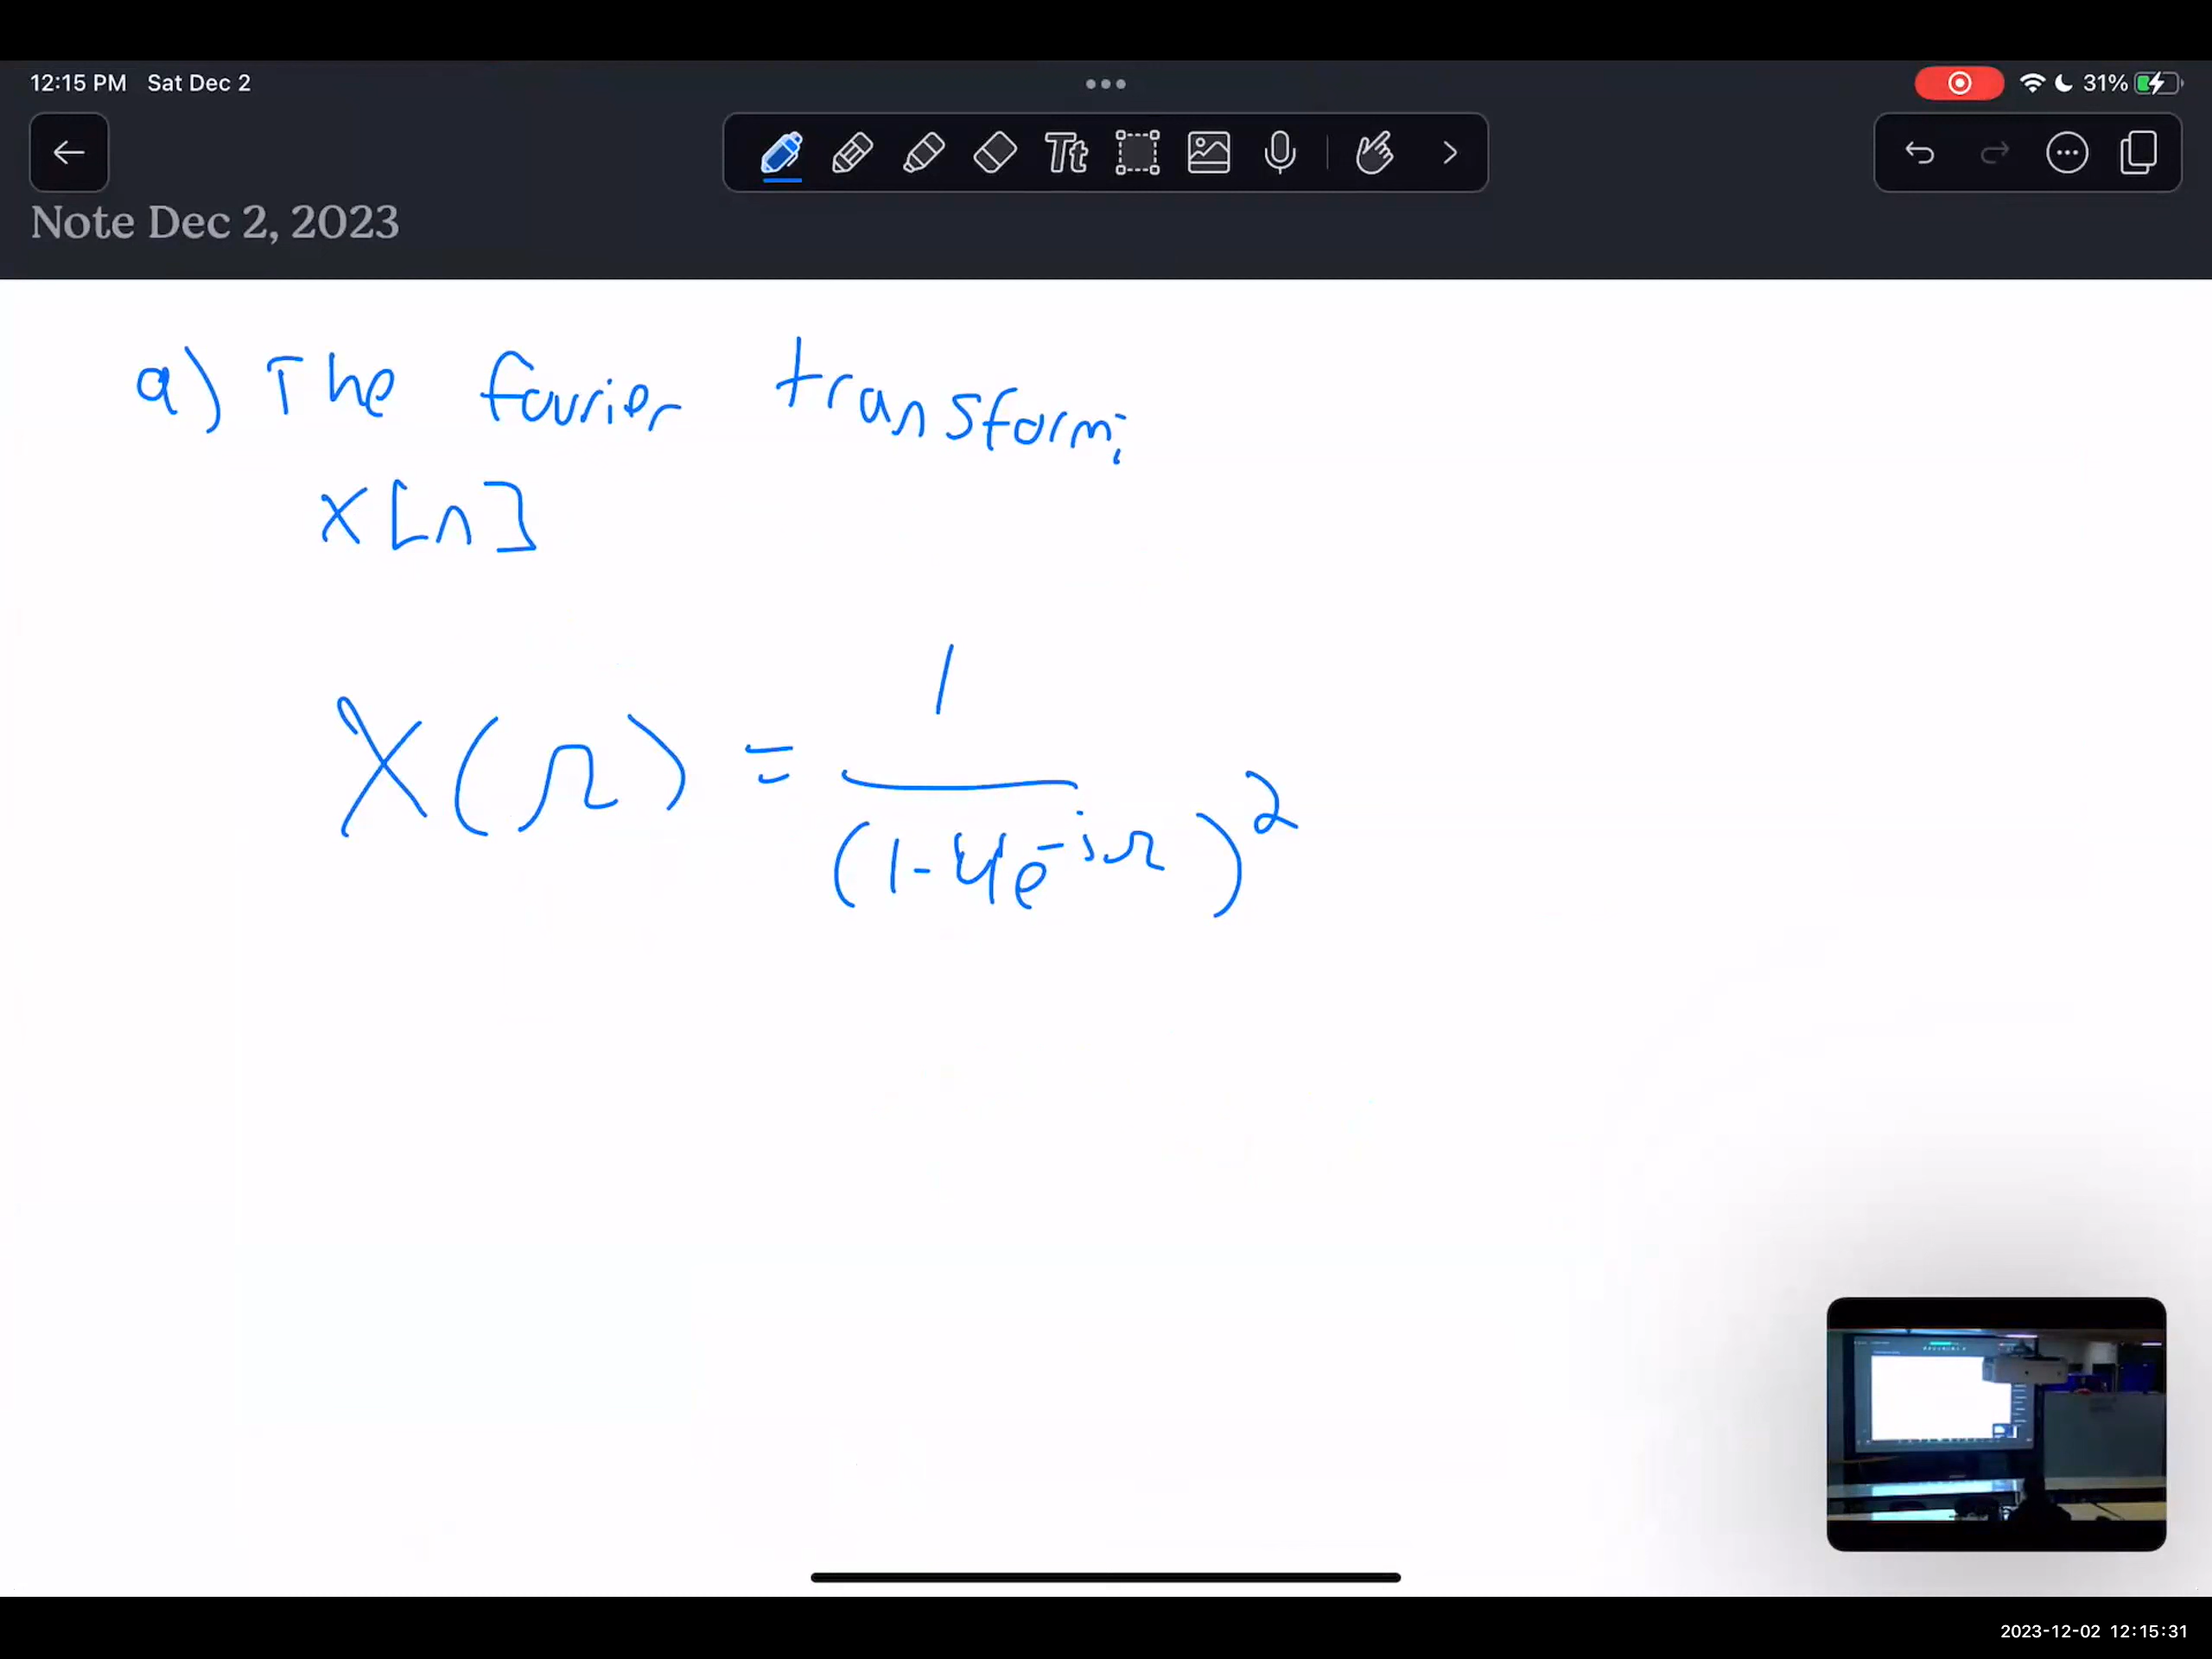 12:15 PM Sat Dec 2
31%
Tt
Note Dec 2, 2023
a) The fourier transform:
x[n]
X(Ω) = 1 / (1-4e^-jΩ)^2
2023-12-02 12:15:31